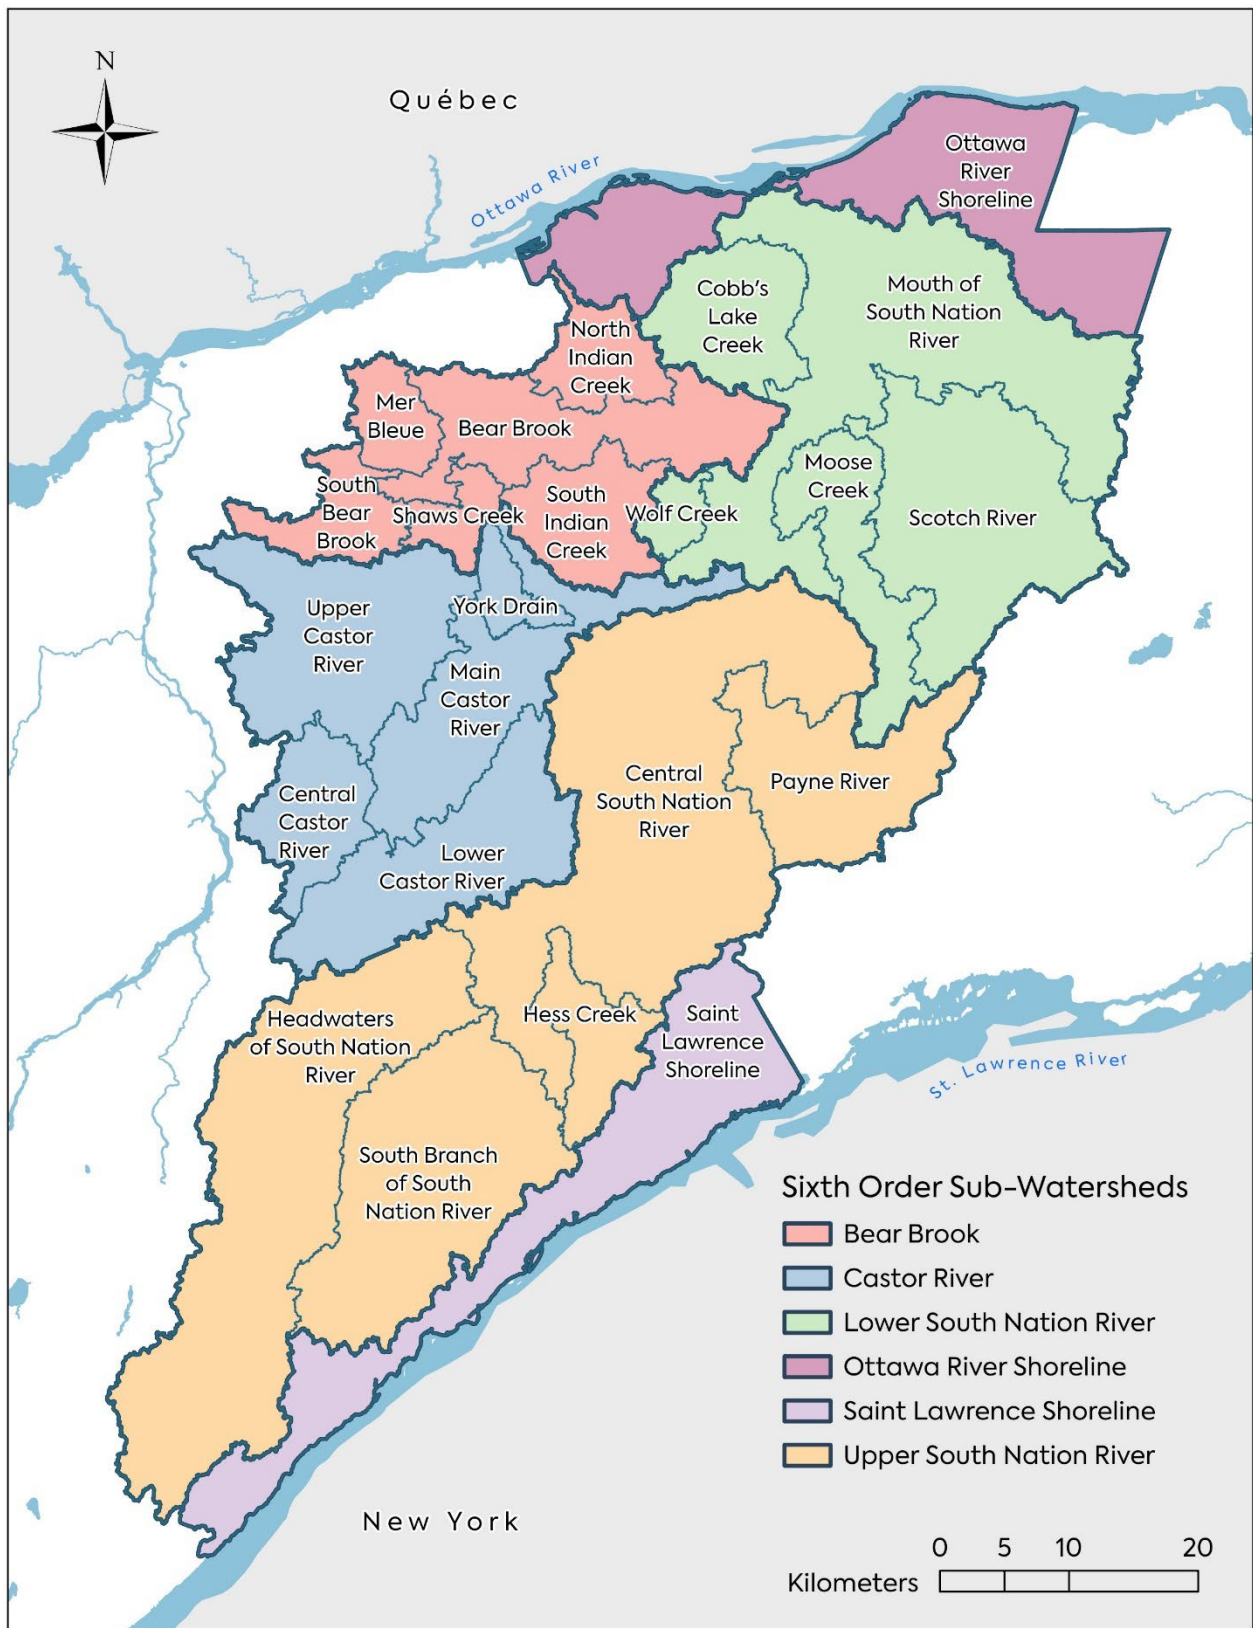 N
Québec
Ottawa River
Ottawa
River
Shoreline
Cobb's
Lake
Creek
Mouth of
South Nation
River
North
Indian
Creek
Mer
Bleue
Bear Brook
Moose
Creek
South
Bear
Brook
Shaws Creek
South
Indian
Creek
Wolf Creek
Scotch River
Upper
Castor
River
York Drain
Main
Castor
River
Central
South Nation
River
Payne River
Central
Castor
River
Lower
Castor River
Headwaters
of South Nation
River
Hess Creek
Saint
Lawrence
Shoreline
St. Lawrence River
South Branch
of South
Nation River
Sixth Order Sub-Watersheds
Bear Brook
Castor River
Lower South Nation River
Ottawa River Shoreline
Saint Lawrence Shoreline
Upper South Nation River
New York
0 5 10 20
Kilometers